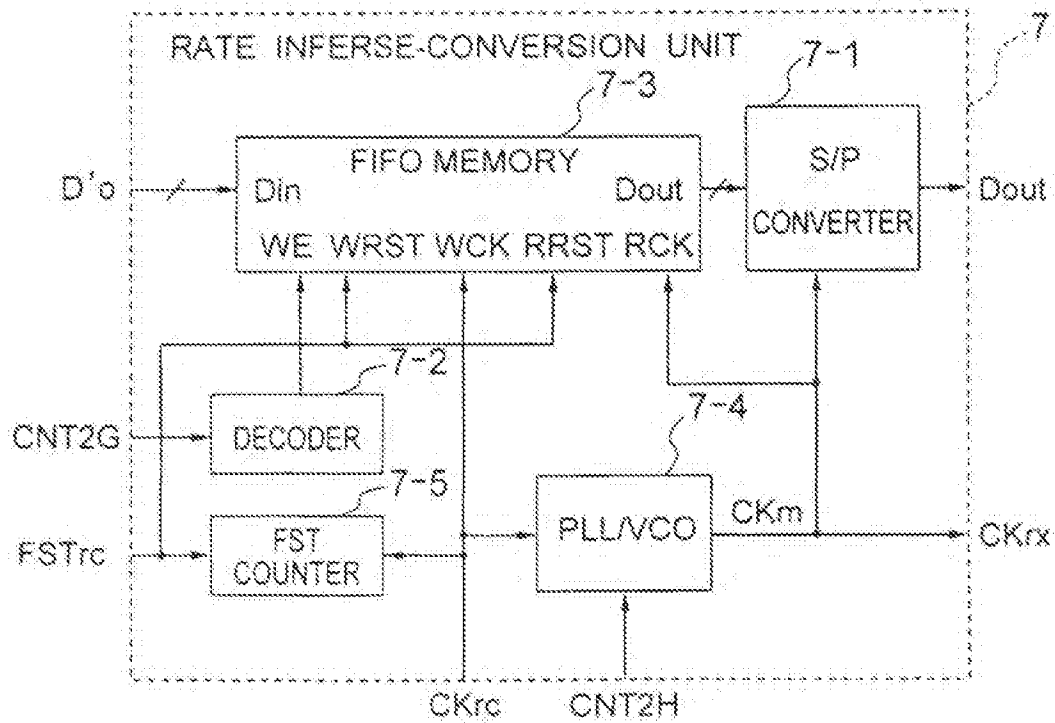 RATE INFERSE-CONVERSION UNIT
7
7-1
7-3
FIFO MEMORY
S/P
CONVERTER
D'o
Din
Dout
Dout
WE WRST WCK RRST RCK
7-2
CNT2G
DECODER
7-4
7-5
PLL/VCO
CKm
CKrx
FSTrc
FST
COUNTER
CKrc
CNT2H